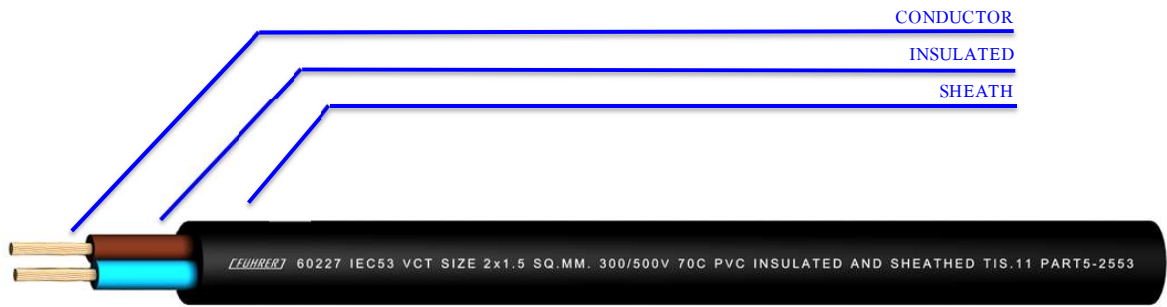 CONDUCTOR
INSULATED
SHEATH
FUHRER 60227 IEC53 VCT SIZE 2x1.5 SQ.MM. 300/500V 70C PVC INSULATED AND SHEATHED TIS.11 PART5-2553